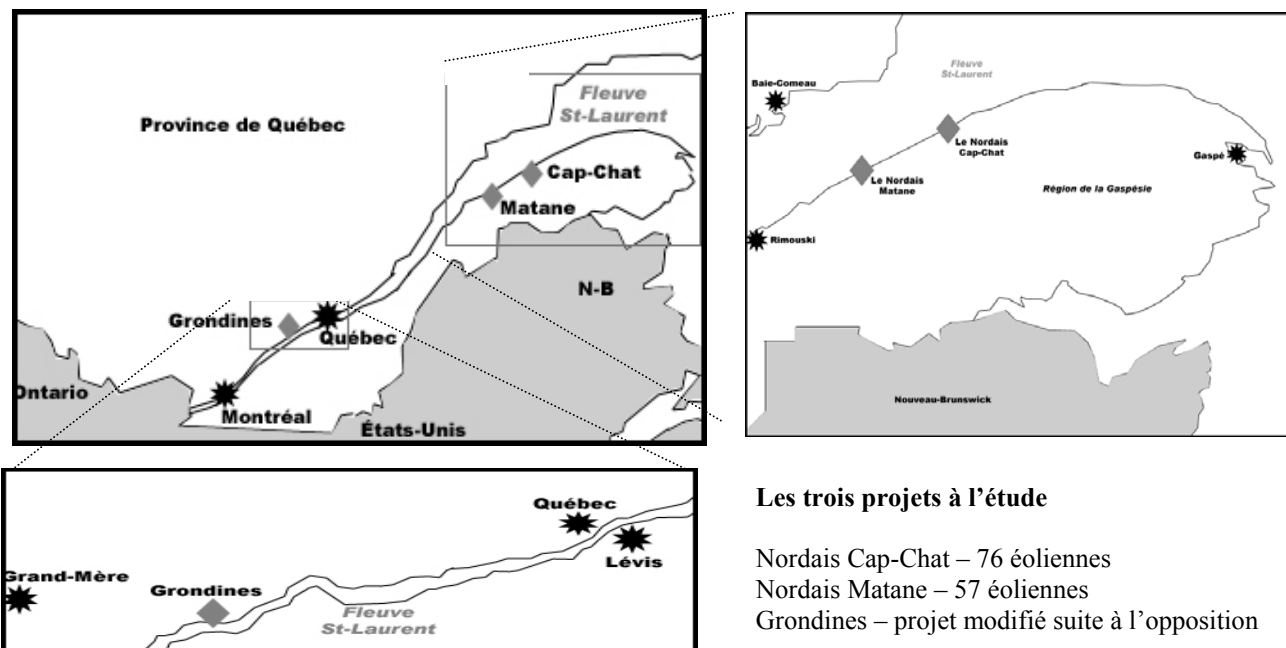 Province de Québec
Fleuve
St-Laurent
Cap-Chat
Matane
N-B
Grondines
Québec
Ontario
Montréal
États-Unis
Fleuve
St-Laurent
Baie-Comeau
Le Nordais
Cap-Chat
Gaspé
Le Nordais
Matane
Région de la Gaspésie
Rimouski
Nouveau-Brunswick
Québec
Lévis
Grand-Mère
Grondines
Fleuve
St-Laurent
Les trois projets à l'étude
Nordais Cap-Chat – 76 éoliennes
Nordais Matane – 57 éoliennes
Grondines – projet modifié suite à l'opposition